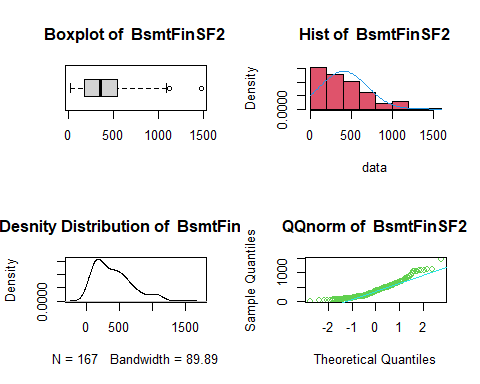 Boxplot of BsmtFinSF2
0 500 1000 1500
Hist of BsmtFinSF2
Density
0.0000
0 500 1000 1500
data
Desnity Distribution of BsmtFin
Density
0.0000
0 500 1500
N = 167 Bandwidth = 89.89
QQnorm of BsmtFinSF2
Sample Quantiles
0 1000
-2 -1 0 1 2
Theoretical Quantiles